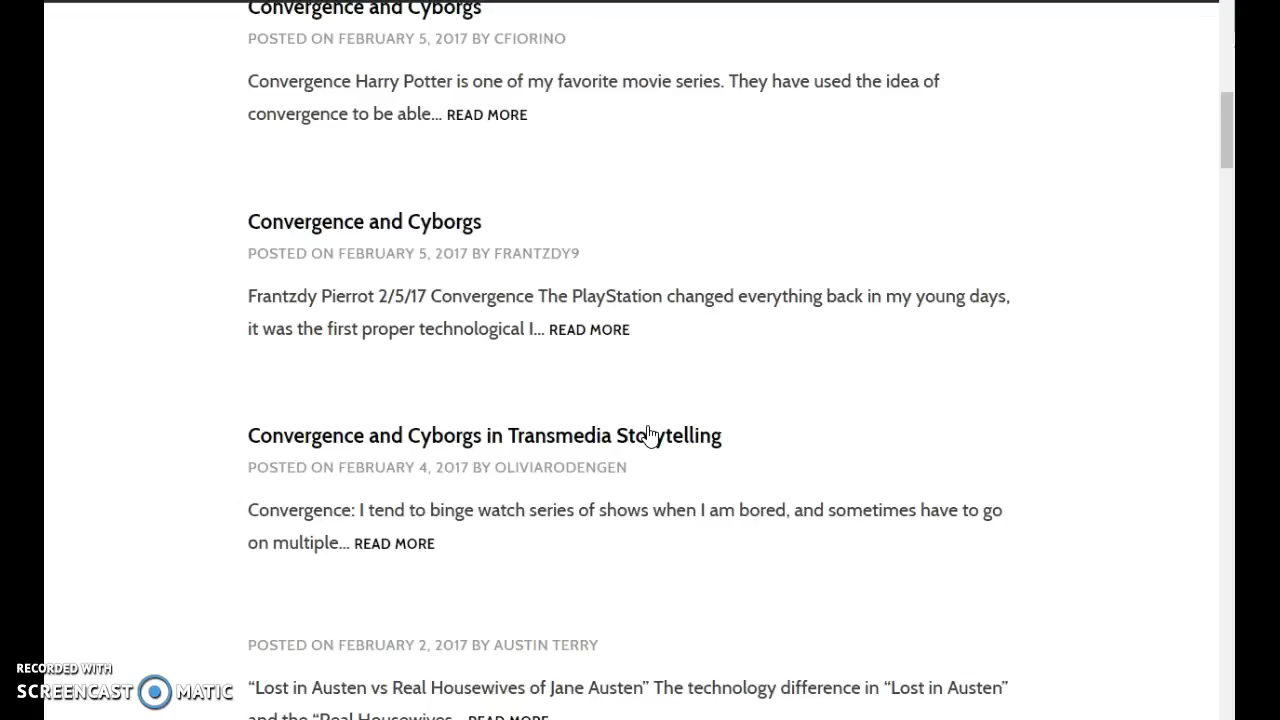 Convergence and Cyborgs
POSTED ON FEBRUARY 5, 2017 BY CFIORINO
Convergence Harry Potter is one of my favorite movie series. They have used the idea of
convergence to be able... READ MORE
Convergence and Cyborgs
POSTED ON FEBRUARY 5, 2017 BY FRANTZDY9
Frantzdy Pierrot 2/5/17 Convergence The PlayStation changed everything back in my young days,
it was the first proper technological I... READ MORE
Convergence and Cyborgs in Transmedia Storytelling
POSTED ON FEBRUARY 4, 2017 BY OLIVIARODENGEN
Convergence: I tend to binge watch series of shows when I am bored, and sometimes have to go
on multiple... READ MORE
POSTED ON FEBRUARY 2, 2017 BY AUSTIN TERRY
“Lost in Austen vs Real Housewives of Jane Austen” The technology difference in “Lost in Austen”
and the “Real Housewives... READ MORE
RECORDED WITH
SCREENCAST MATIC